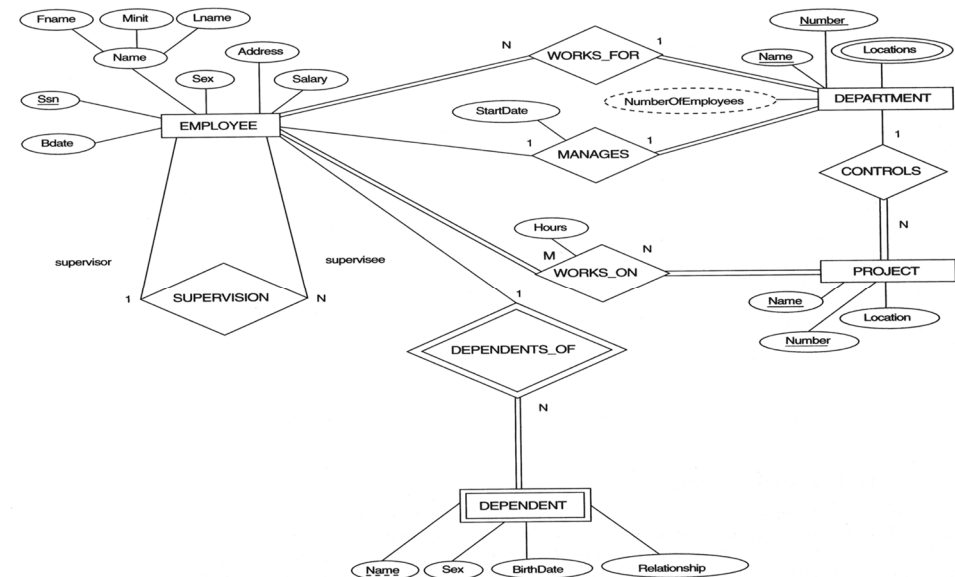 Fname
Minit
Lname
Number
Name
Address
N
WORKS_FOR
1
Name
Locations
Sex
Salary
Ssn
StartDate
NumberOfEmployees
DEPARTMENT
EMPLOYEE
Bdate
1
MANAGES
1
1
CONTROLS
Hours
N
supervisor
supervisee
M
N
WORKS_ON
PROJECT
1
SUPERVISION
N
1
Name
Location
Number
DEPENDENTS_OF
N
DEPENDENT
Name
Sex
BirthDate
Relationship